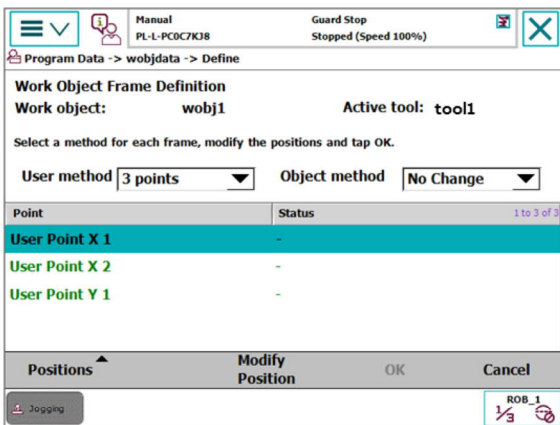 Manual
PL-L-PC0C7KJ8
Guard Stop
Stopped (Speed 100%)
Program Data -> wobjdata -> Define
Work Object Frame Definition
Work object: wobj1 Active tool: tool1
Select a method for each frame, modify the positions and tap OK.
User method 3 points Object method No Change
Point Status 1 to 3 of 3
User Point X 1 -
User Point X 2 -
User Point Y 1 -
Positions Modify Position OK Cancel
Jogging
ROB_1
1/3